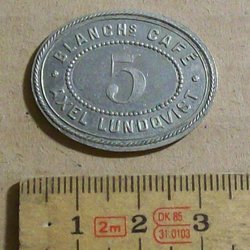 BLANCHS CAFÉ
5
AXEL LUNDQVIST
1 2m 2 DK 85 3
31.0103